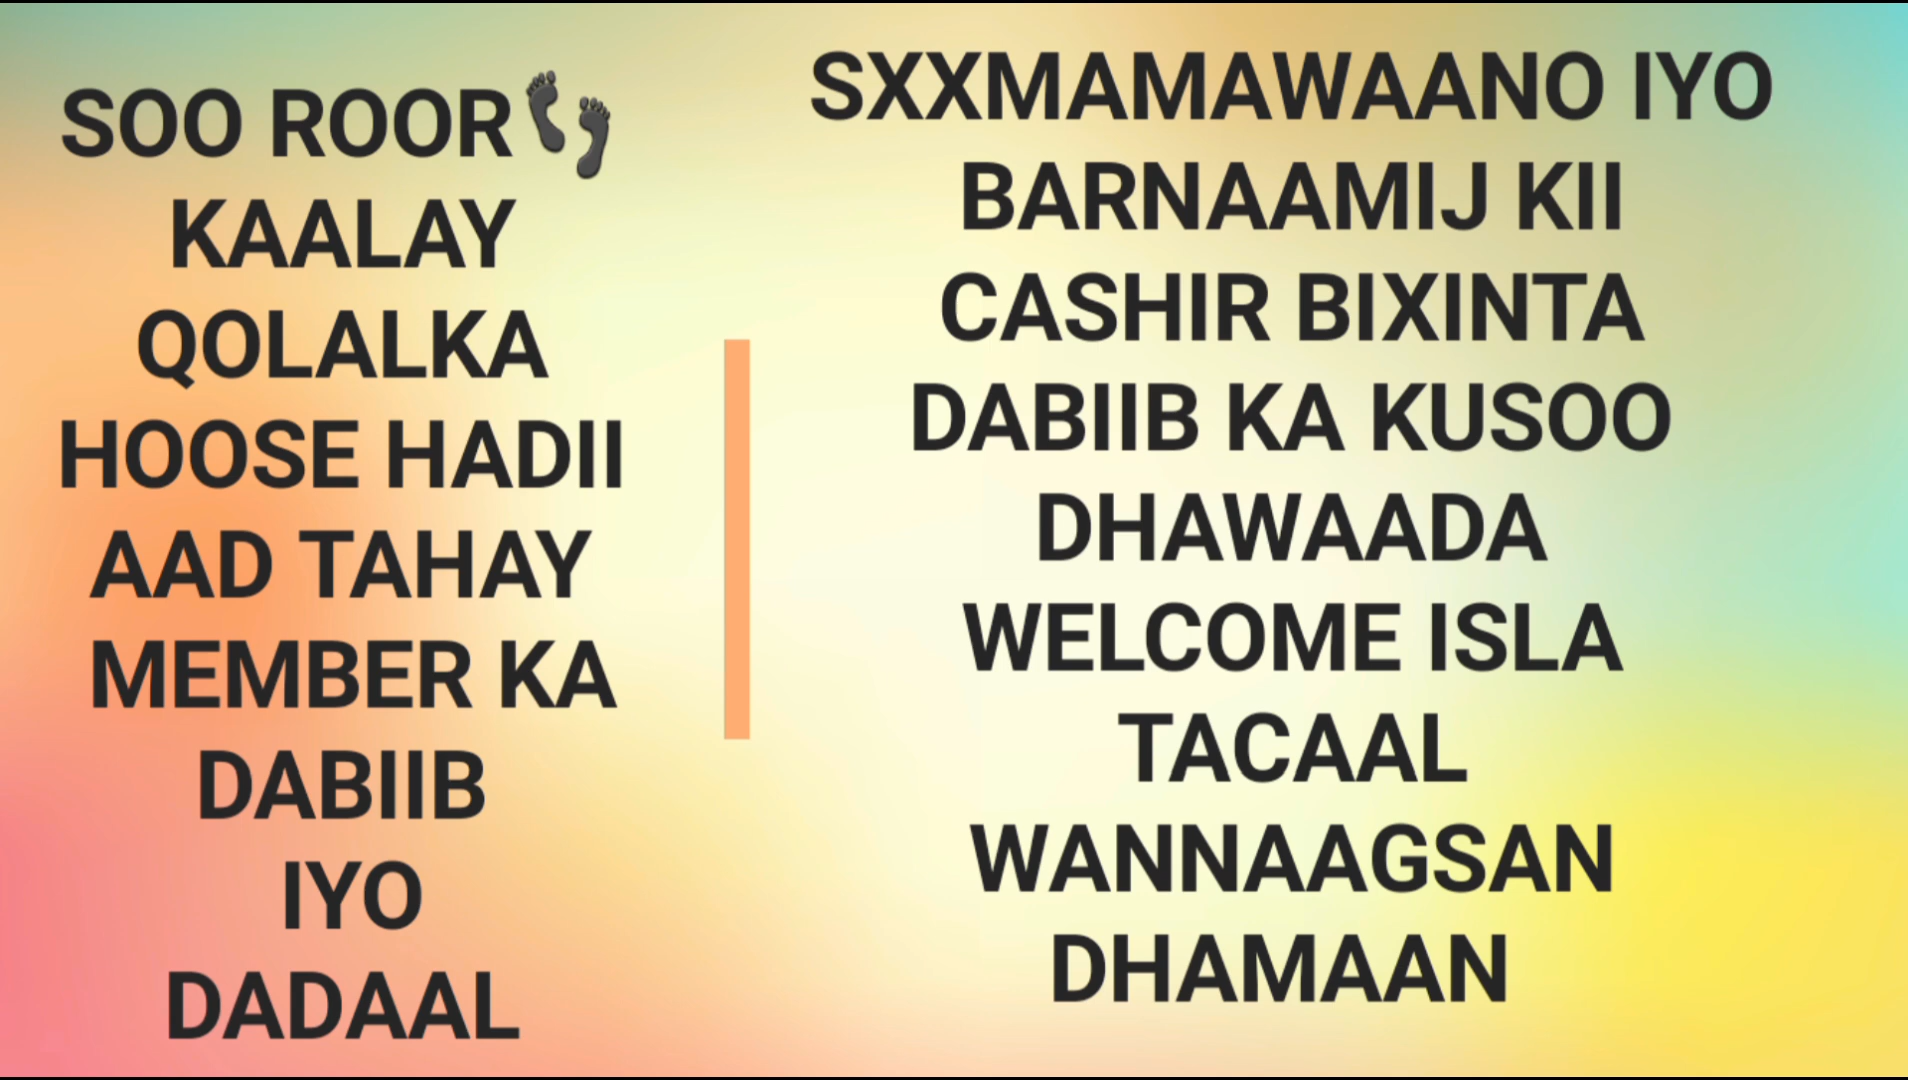 SOO ROOR👣
KAALAY
QOLALKA
HOOSE HADII
AAD TAHAY
MEMBER KA
DABIIB
IYO
DADAAL
SXXMAMAWAANO IYO
BARNAAMIJ KII
CASHIR BIXINTA
DABIIB KA KUSOO
DHAWAADA
WELCOME ISLA
TACAAL
WANNAAGSAN
DHAMAAN